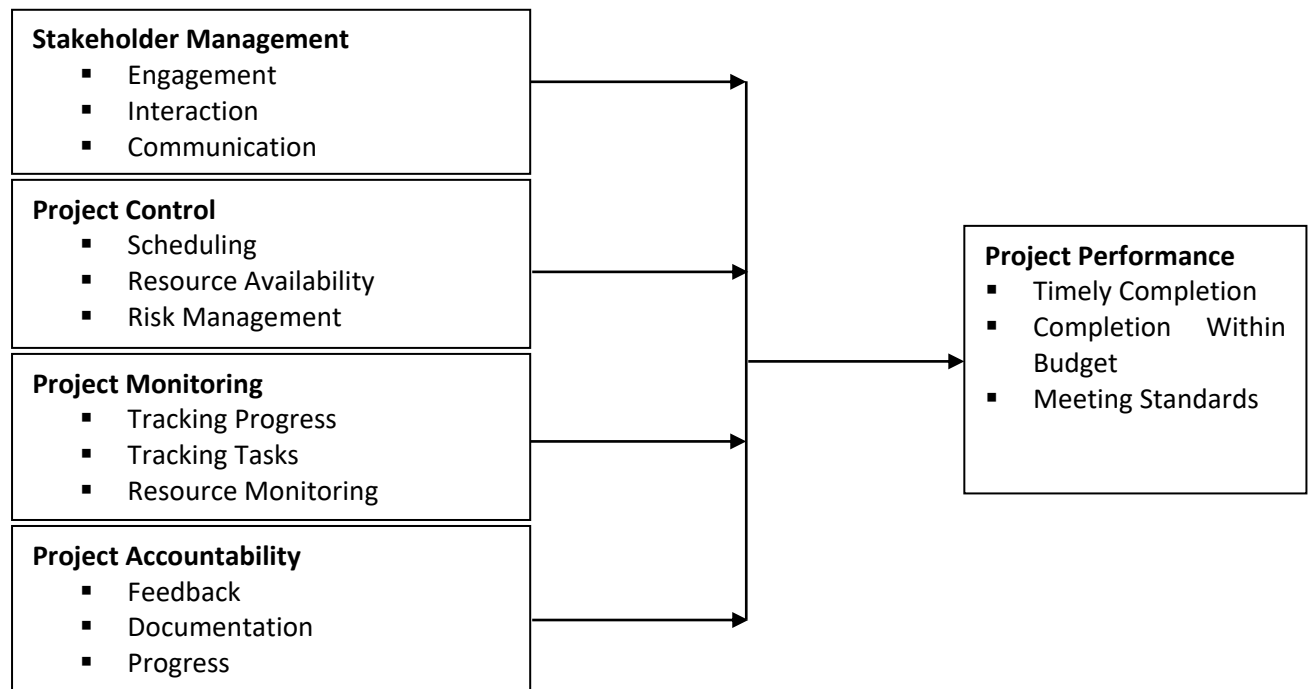 Stakeholder Management
▪ Engagement
▪ Interaction
▪ Communication
Project Control
▪ Scheduling
▪ Resource Availability
▪ Risk Management
Project Monitoring
▪ Tracking Progress
▪ Tracking Tasks
▪ Resource Monitoring
Project Accountability
▪ Feedback
▪ Documentation
▪ Progress
Project Performance
▪ Timely Completion
▪ Completion Within
Budget
▪ Meeting Standards